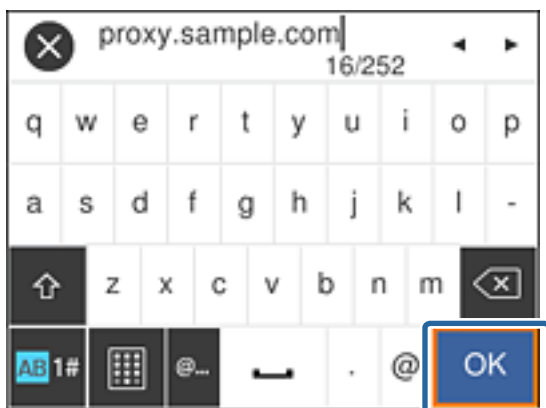 proxy.sample.com
16/252
q w e r t y u i o p
a s d f g h j k l -
z x c v b n m
AB 1# @... . @ OK